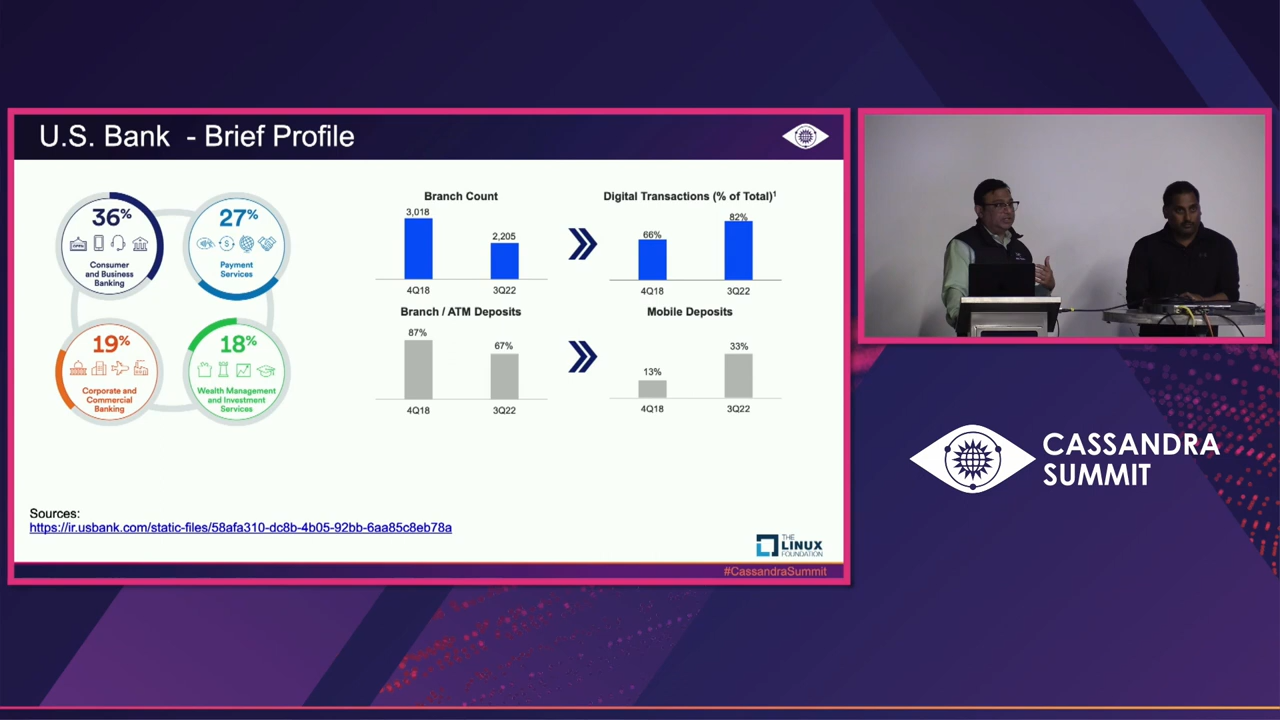 U.S. Bank - Brief Profile
36%
Consumer
and Business
Banking
27%
Payment
Services
19%
Corporate and
Commercial
Banking
18%
Wealth Management
and Investment
Services
Branch Count
3,018
2,205
4Q18
3Q22
Digital Transactions (% of Total)¹
66%
82%
4Q18
3Q22
Branch / ATM Deposits
87%
67%
4Q18
3Q22
Mobile Deposits
13%
33%
4Q18
3Q22
Sources:
https://ir.usbank.com/static-files/58afa310-dc8b-4b05-92bb-6aa85c8eb78a
THE
LINUX
FOUNDATION
#CassandraSummit
CASSANDRA
SUMMIT